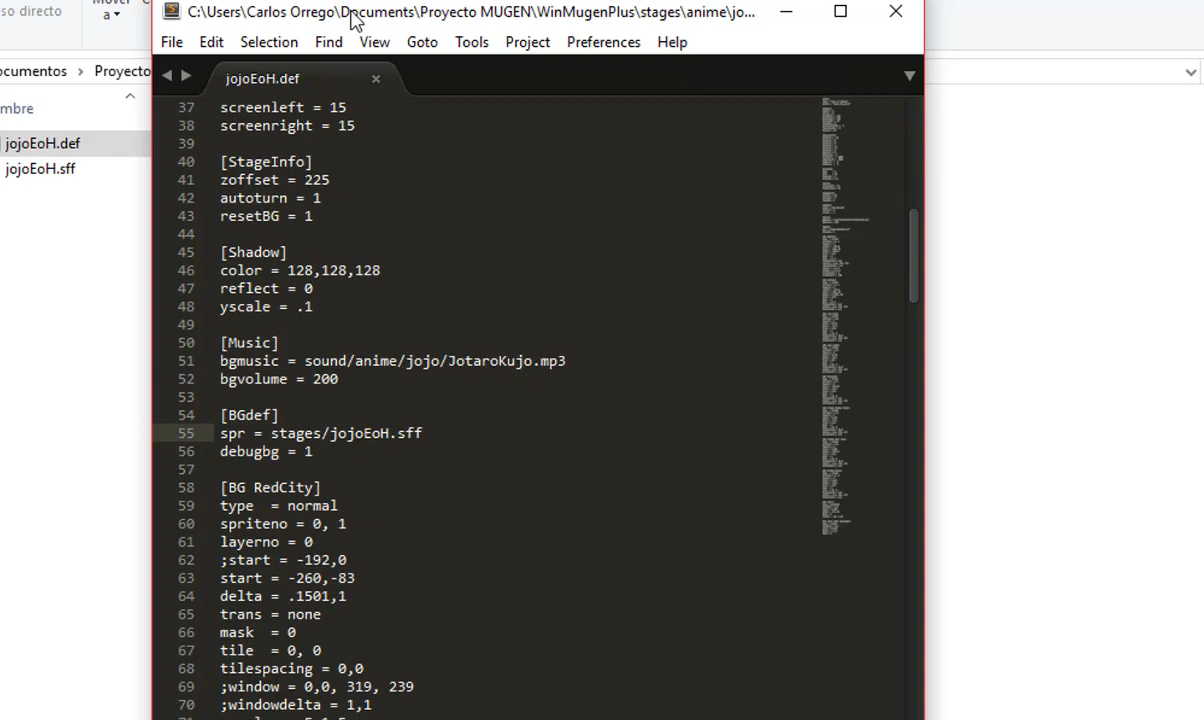 Mover
so directo
a
C:\Users\Carlos Orrego\Documents\Proyecto MUGEN\WinMugenPlus\stages\anime\jo...
File Edit Selection Find View Goto Tools Project Preferences Help
ocumentos > Proyecto
jojoEoH.def
mbre
jojoEoH.def
jojoEoH.sff
37 screenleft = 15
38 screenright = 15
39
40 [StageInfo]
41 zoffset = 225
42 autoturn = 1
43 resetBG = 1
44
45 [Shadow]
46 color = 128,128,128
47 reflect = 0
48 yscale = .1
49
50 [Music]
51 bgmusic = sound/anime/jojo/JotaroKujo.mp3
52 bgvolume = 200
53
54 [BGdef]
55 spr = stages/jojoEoH.sff
56 debugbg = 1
57
58 [BG RedCity]
59 type  = normal
60 spriteno = 0, 1
61 layerno = 0
62 ;start = -192,0
63 start = -260,-83
64 delta = .1501,1
65 trans = none
66 mask  = 0
67 tile  = 0, 0
68 tilespacing = 0,0
69 ;window = 0,0, 319, 239
70 ;windowdelta = 1,1